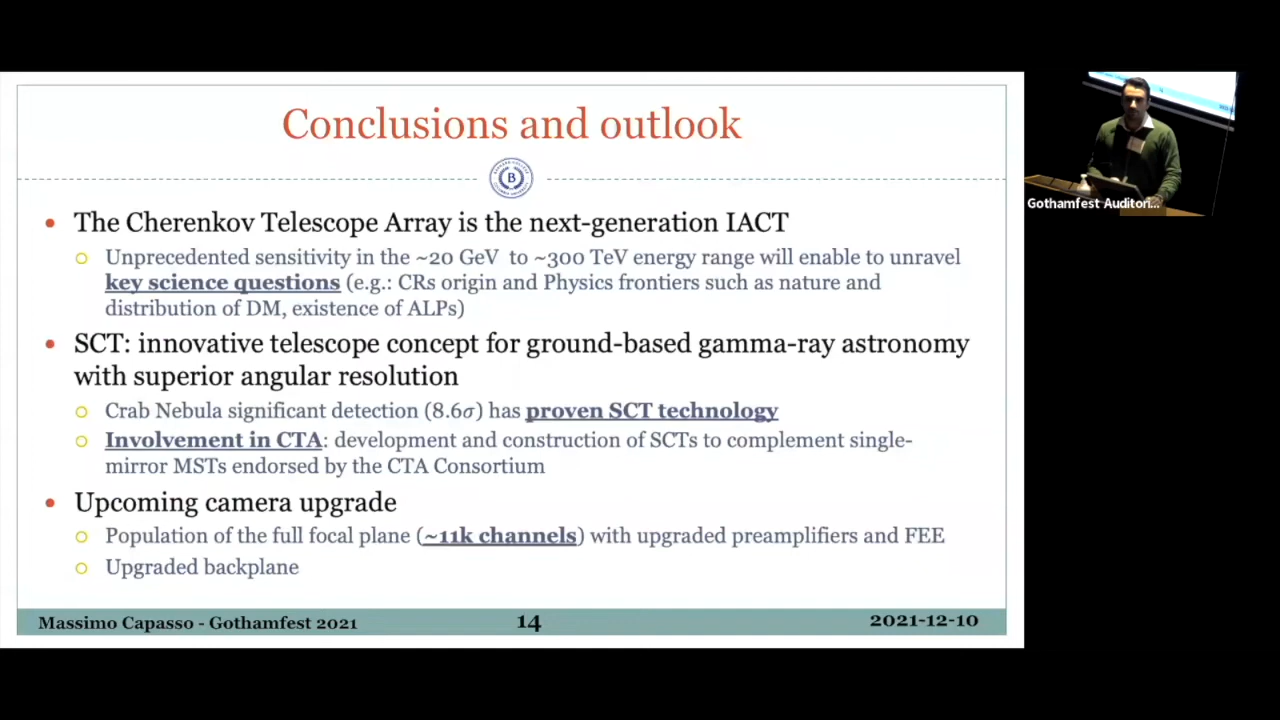 Conclusions and outlook
B
• The Cherenkov Telescope Array is the next-generation IACT
○ Unprecedented sensitivity in the ~20 GeV to ~300 TeV energy range will enable to unravel
key science questions (e.g.: CRs origin and Physics frontiers such as nature and
distribution of DM, existence of ALPs)
• SCT: innovative telescope concept for ground-based gamma-ray astronomy
with superior angular resolution
○ Crab Nebula significant detection (8.6σ) has proven SCT technology
○ Involvement in CTA: development and construction of SCTs to complement single-
mirror MSTs endorsed by the CTA Consortium
• Upcoming camera upgrade
○ Population of the full focal plane (~11k channels) with upgraded preamplifiers and FEE
○ Upgraded backplane
Massimo Capasso - Gothamfest 2021
14
2021-12-10
Gothamfest Auditori...